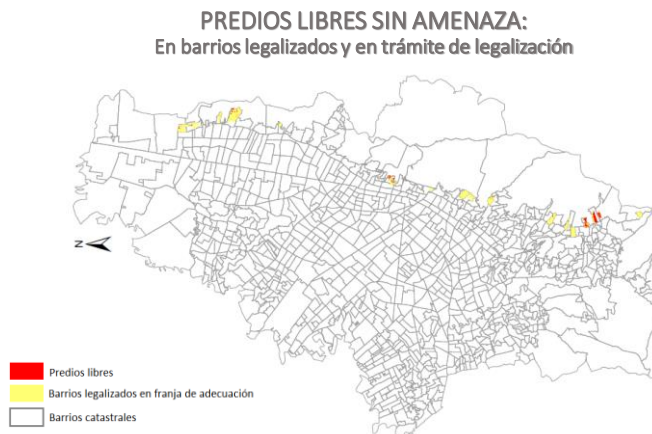 PREDIOS LIBRES SIN AMENAZA:
En barrios legalizados y en trámite de legalización
N
Predios libres
Barrios legalizados en franja de adecuación
Barrios catastrales